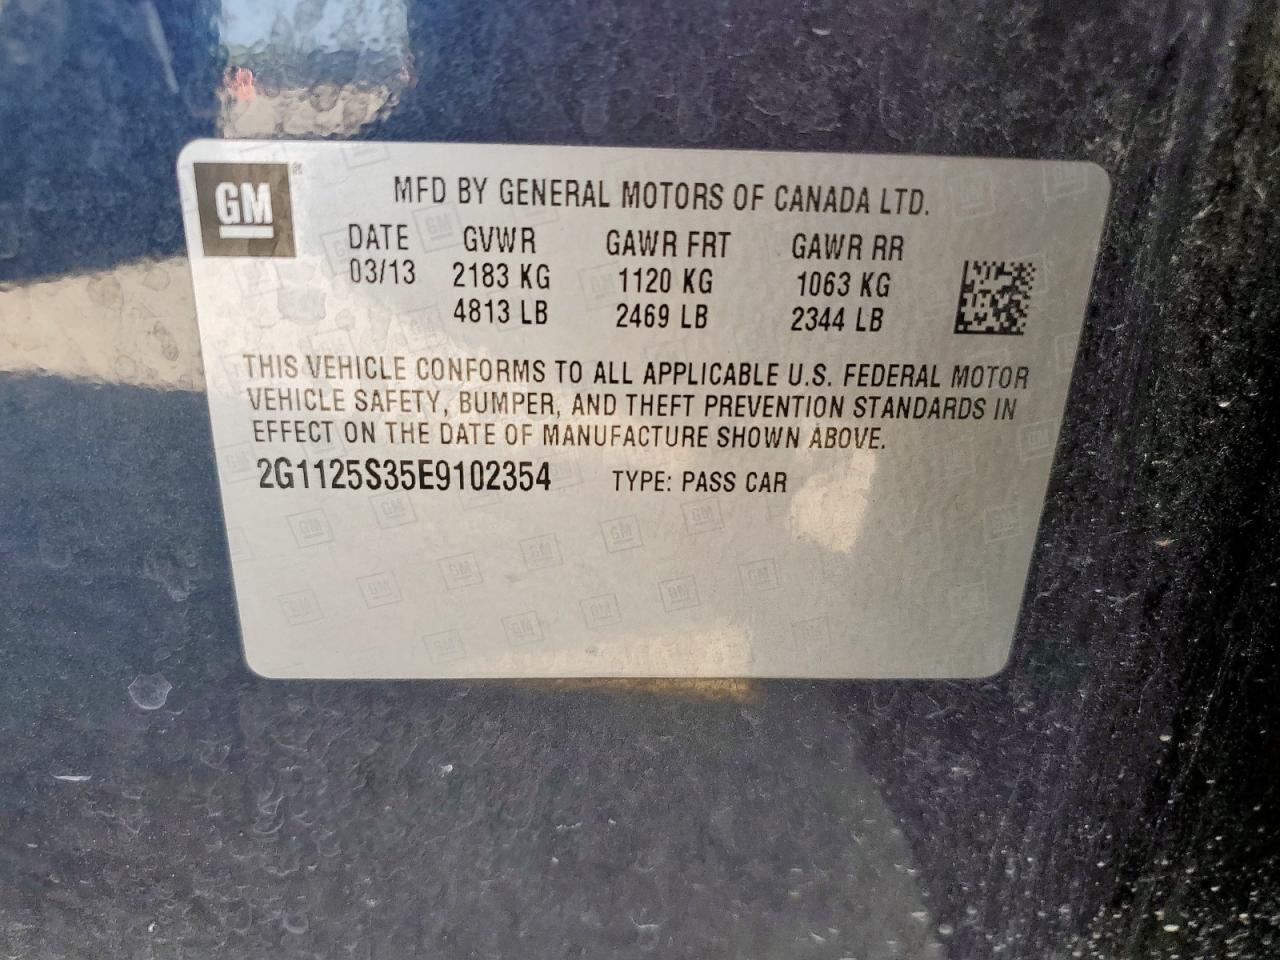 GM
MFD BY GENERAL MOTORS OF CANADA LTD.
DATE GVWR GAWR FRT GAWR RR
03/13 2183 KG 1120 KG 1063 KG
4813 LB 2469 LB 2344 LB
THIS VEHICLE CONFORMS TO ALL APPLICABLE U.S. FEDERAL MOTOR
VEHICLE SAFETY, BUMPER, AND THEFT PREVENTION STANDARDS IN
EFFECT ON THE DATE OF MANUFACTURE SHOWN ABOVE.
2G1125S35E9102354 TYPE: PASS CAR